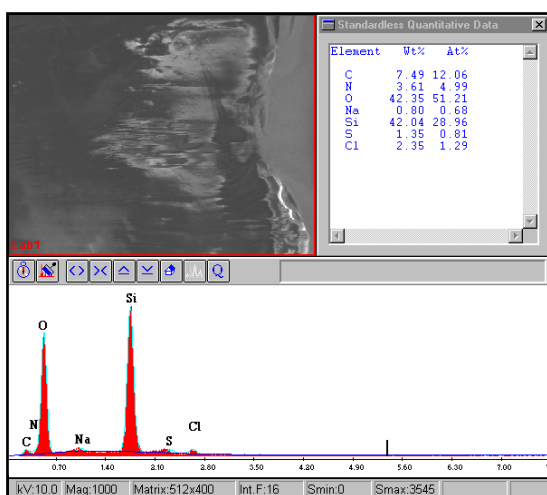 Standardless Quantitative Data
Element Wt% At%
C 7.49 12.06
N 3.61 4.99
O 42.35 51.21
Na 0.80 0.68
Si 42.04 28.96
S 1.35 0.81
Cl 2.35 1.29
Lab1
Q
Si
O
Cl
N
C
Na
S
0.70 1.40 2.10 2.80 3.50 4.20 4.90 5.60 6.30 7.00
kV:10.0 Mag:1000 Matrix:512x400 Int.F:16 Smin:0 Smax:3545